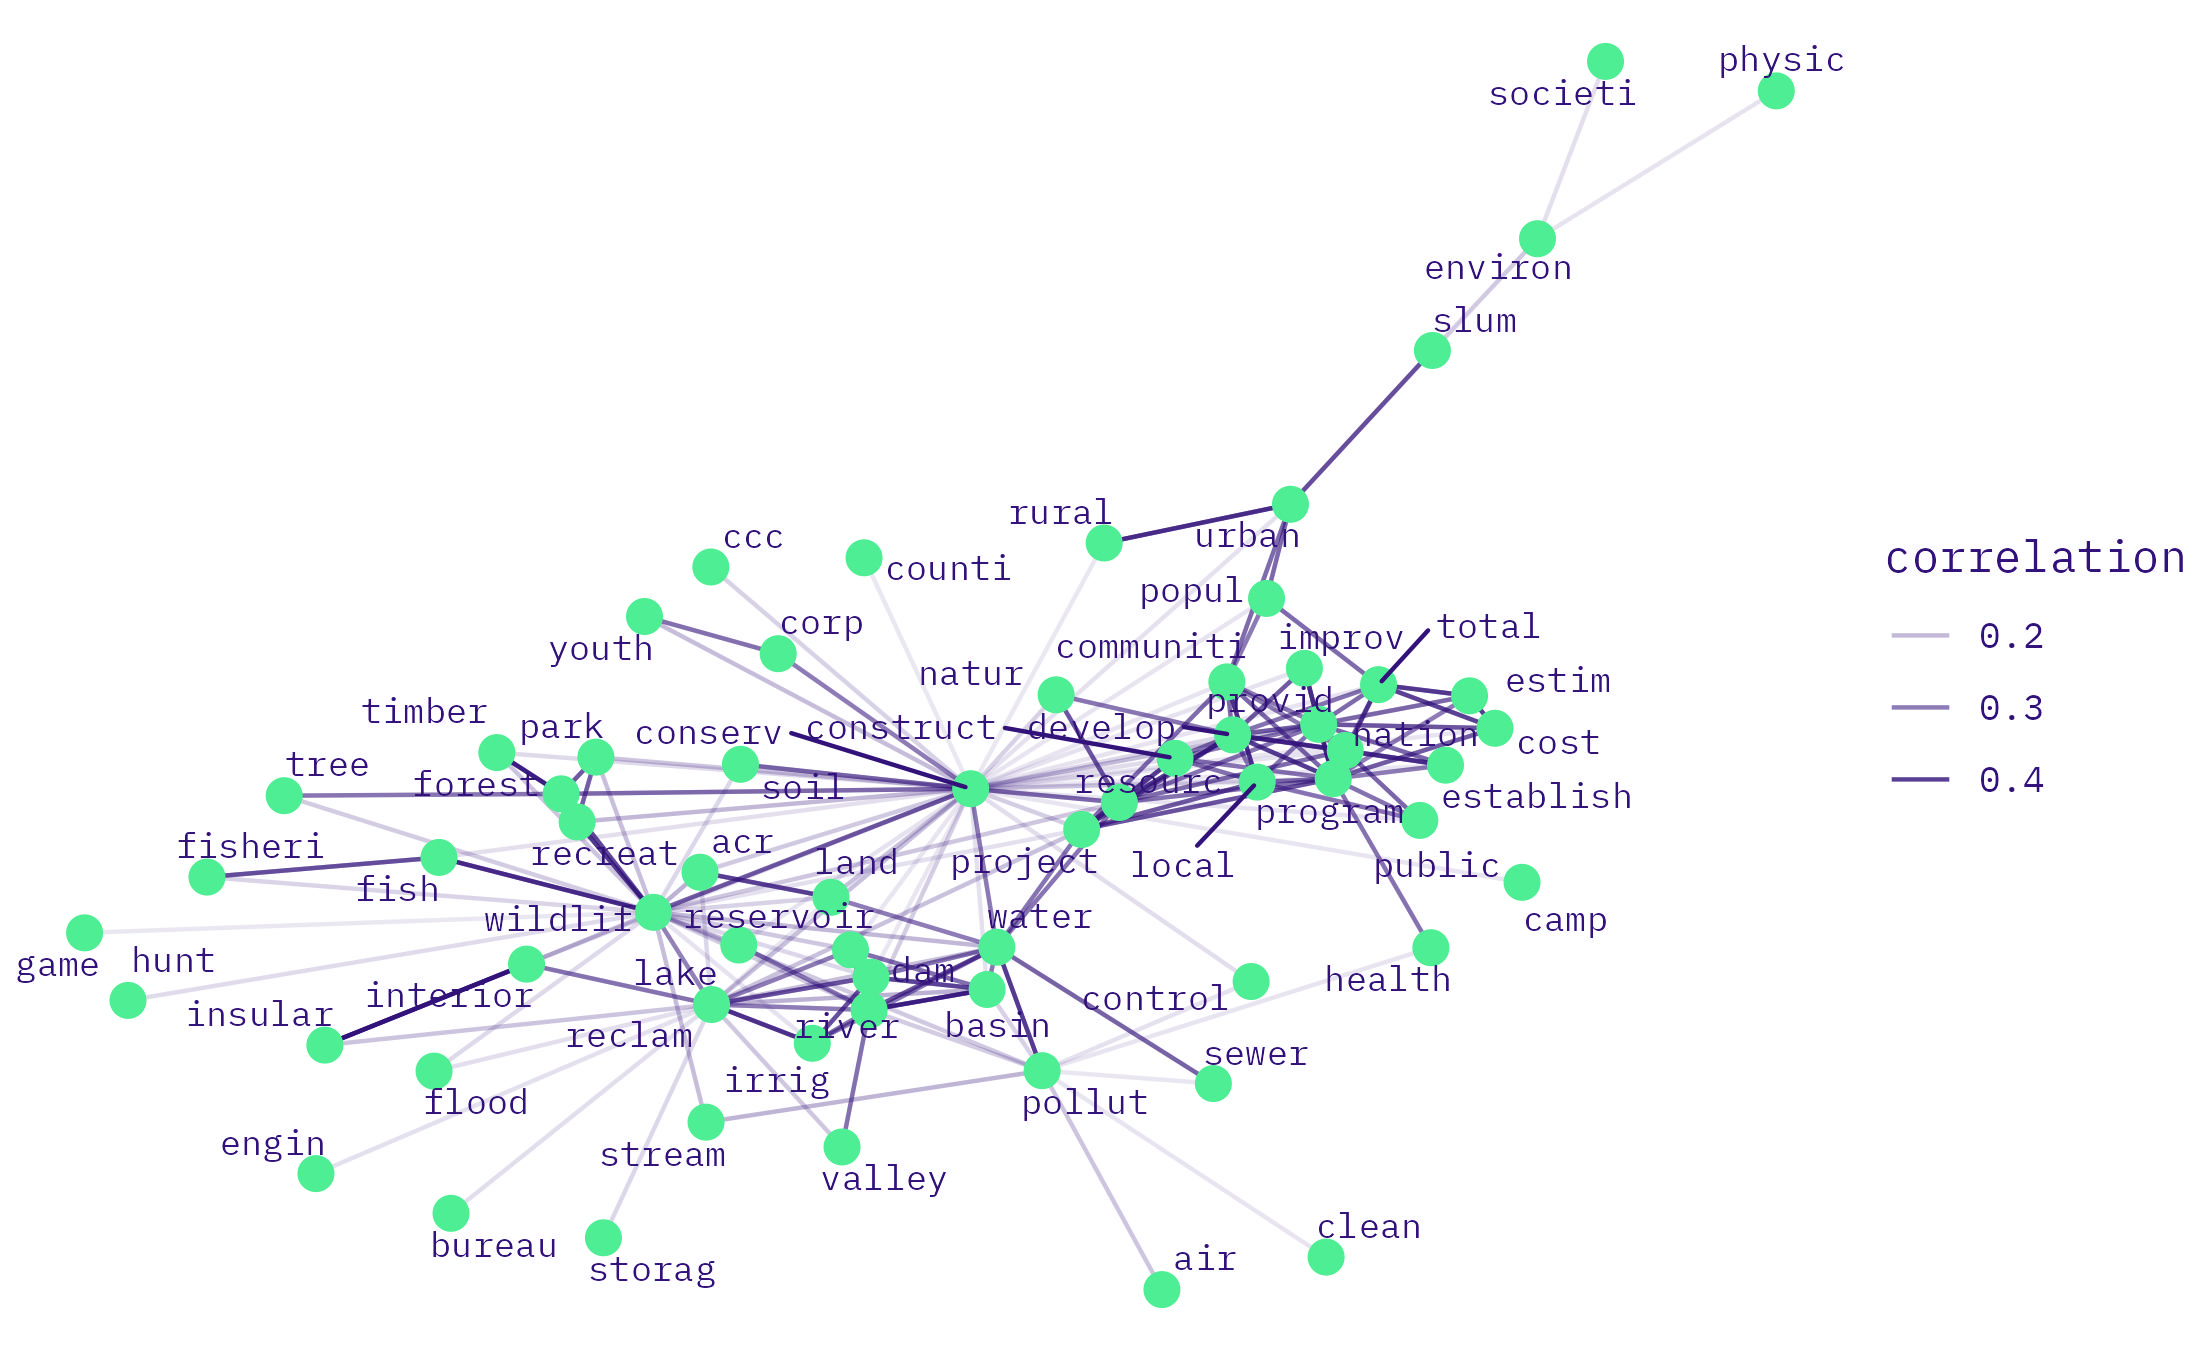 physic
societi
environ
slum
rural
urban
ccc
counti
correlation
popul
corp
total
youth
communiti
improv
0.2
natur
estim
timber
park
provid
0.3
conserv
construct
develop
nation
cost
tree
forest
soil
resourc
0.4
establish
program
fisheri
recreat
acr
land
project
local
public
fish
wildlif
reservoir
water
camp
game
hunt
lake
dam
health
interior
control
insular
reclam
river
basin
sewer
irrig
flood
pollut
engin
stream
valley
clean
bureau
air
storag